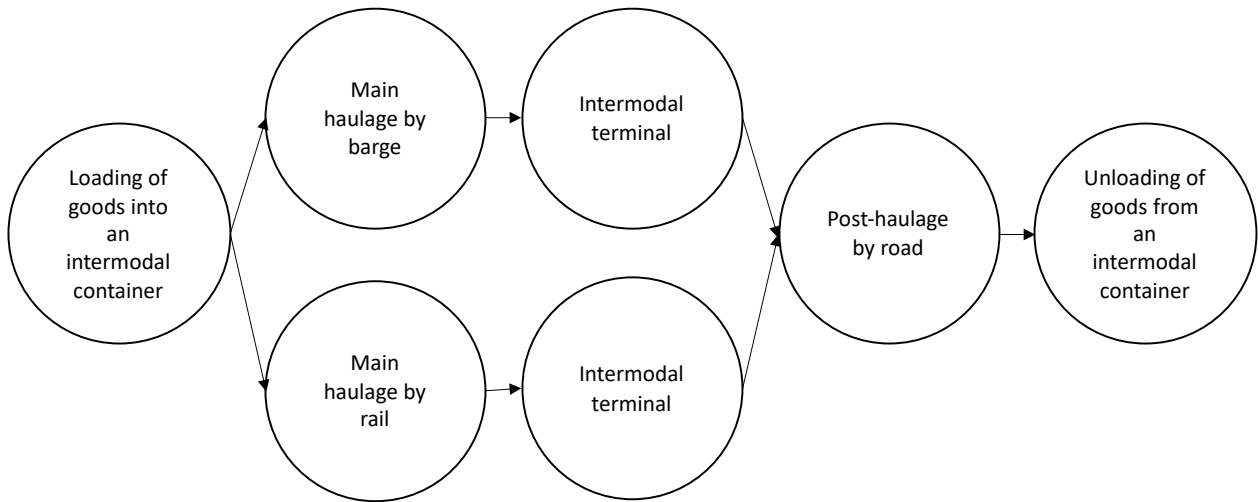 Loading of
goods into
an
intermodal
container
Main
haulage by
barge
Intermodal
terminal
Main
haulage by
rail
Intermodal
terminal
Post-haulage
by road
Unloading of
goods from
an
intermodal
container